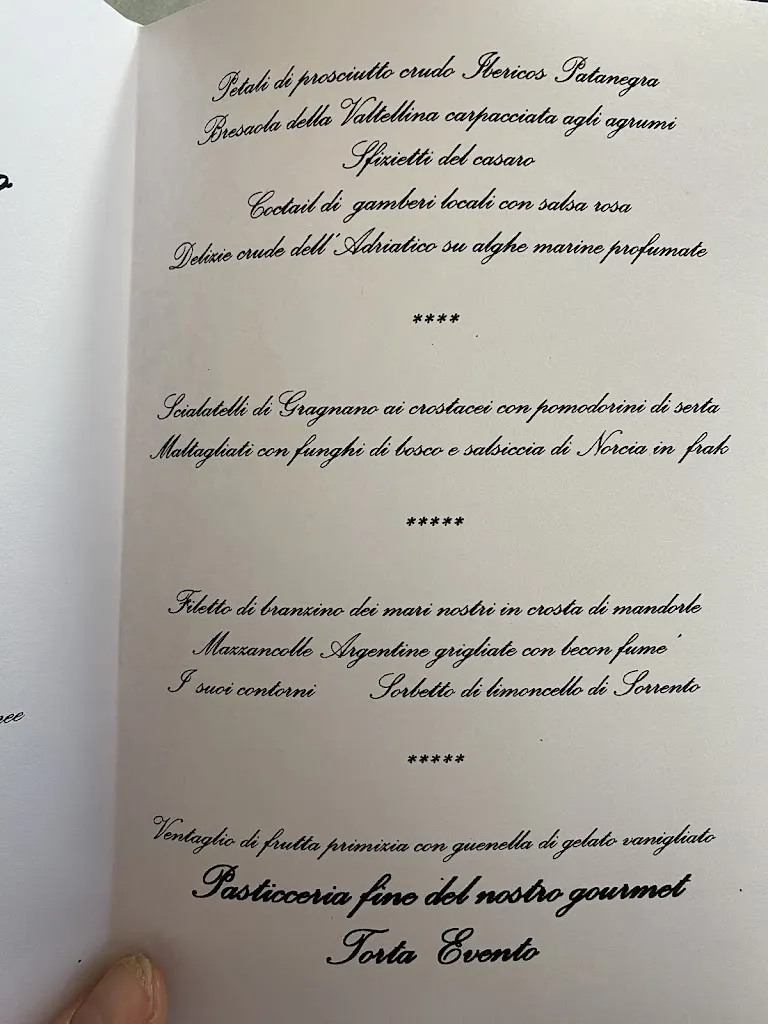 Petali di prosciutto crudo Ibericos Patanegra
Bresaola della Valtellina carpacciata agli agrumi
Sfizietti del casaro
Coctail di gamberi locali con salsa rosa
Delizie crude dell'Adriatico su alghe marine profumate
****
Scialatelli di Gragnano ai crostacei con pomodorini di serta
Maltagliati con funghi di bosco e salsiccia di Norcia in frak
*****
Filetto di branzino dei mari nostri in crosta di mandorle
Mazzancolle Argentine grigliate con becon fume'
I suoi contorni Sorbetto di limoncello di Sorrento
*****
Ventaglio di frutta primizia con guenella di gelato vanigliato
Pasticceria fine del nostro gourmet
Torta Evento